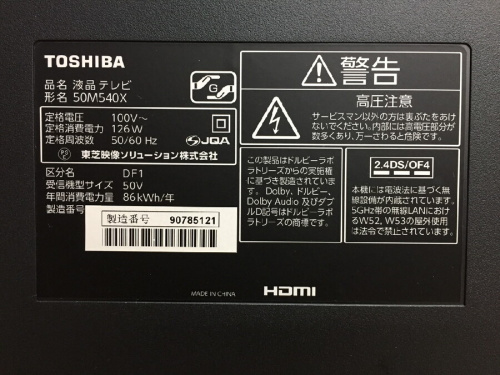 TOSHIBA
品名 液晶テレビ
形名 50M540X
G
定格電圧 100V～
定格消費電力 126W
定格周波数 50/60 Hz
JQA
東芝映像ソリューション株式会社
区分名 DF1
受信機型サイズ 50V
年間消費電力量 86kWh/年
製造番号
製造番号 90785121
警告
高圧注意
サービスマン以外の方は裏ぶたをあけ
ないでください。内部には高電圧部分が
数多くあり、万一さわると危険です。
この製品はドルビーラボ
ラトリーズからの実施権
に基づき製造されていま
す。Dolby、ドルビー、
Dolby Audio 及びダブ
ルD記号はドルビーラボ
ラトリーズの商標です。
2.4DS/OF4
本機には電波法に基づく無
線設備が内蔵されています。
5GHz帯の無線LANにおけ
るW52、W53の屋外使用
は法令で禁止されています。
MADE IN CHINA
HDMI